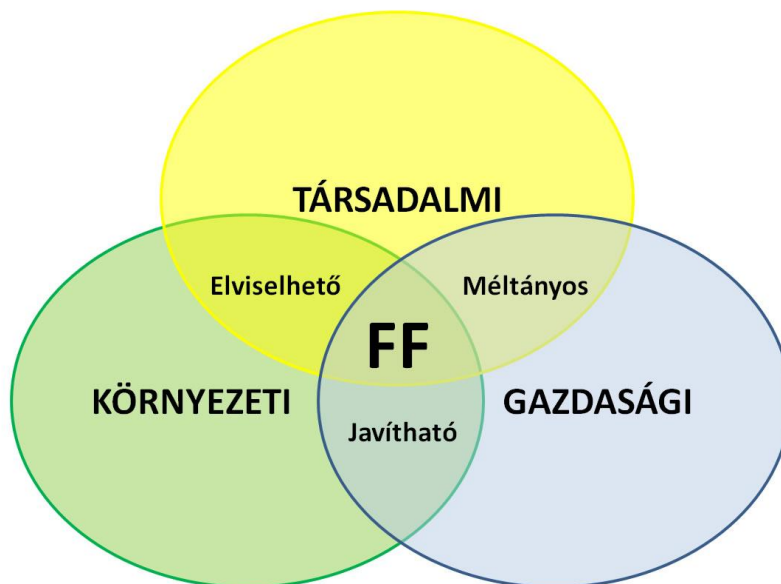 TÁRSADALMI
Elviselhető
Méltányos
FF
KÖRNYEZETI
GAZDASÁGI
Javítható